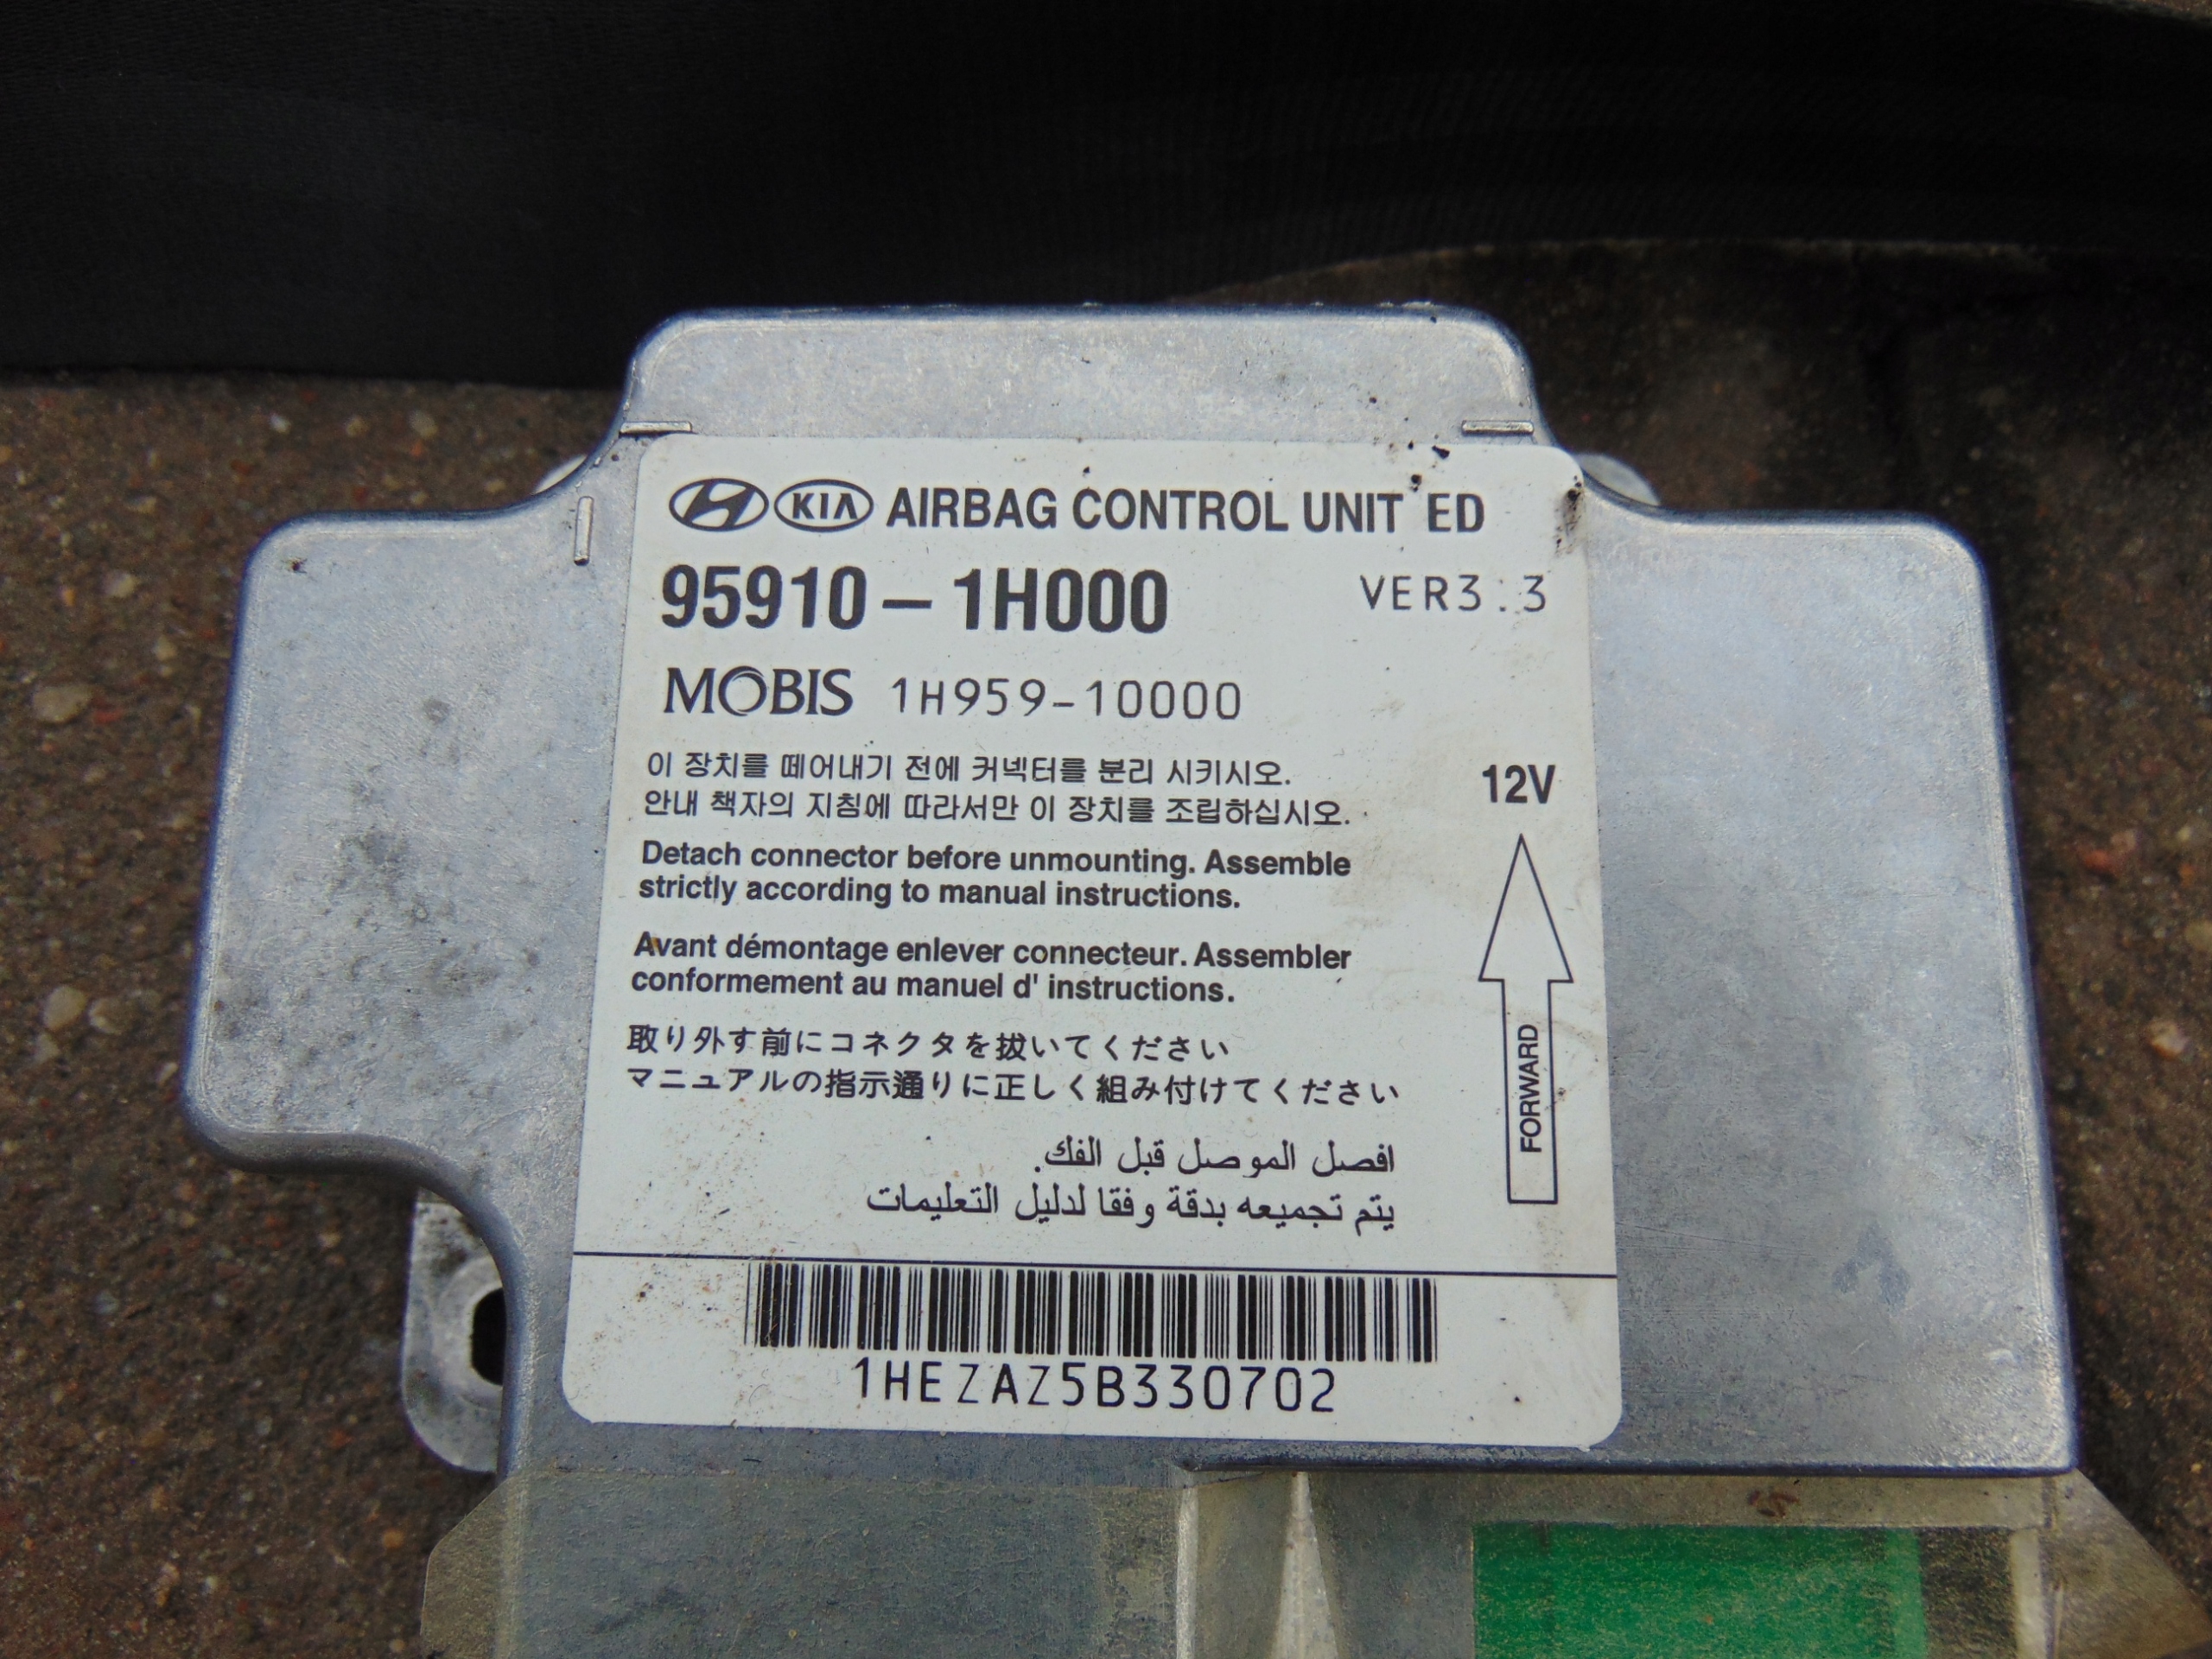 KIA AIRBAG CONTROL UNIT ED
95910-1H000 VER3.3
MOBIS 1H959-10000
이 장치를 떼어내기 전에 커넥터를 분리 시키시오.
안내 책자의 지침에 따라서만 이 장치를 조립하십시오.
12V
Detach connector before unmounting. Assemble
strictly according to manual instructions.
Avant démontage enlever connecteur. Assembler
conformement au manuel d' instructions.
FORWARD
取り外す前にコネクタを抜いてください
マニュアルの指示通りに正しく組み付けてください
افصل الموصل قبل الفك.
يتم تجميعه بدقة وفقا لدليل التعليمات
1HEZAZ5B330702